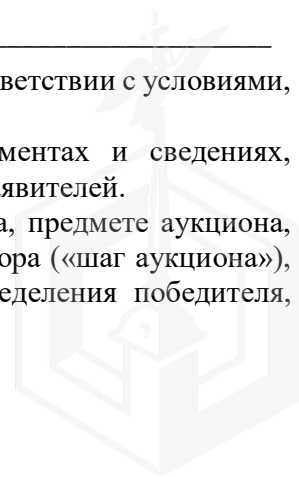 ветствии с условиями,
ментах и сведениях,
явителей.
а, предмете аукциона,
ора («шаг аукциона»),
еделения победителя,